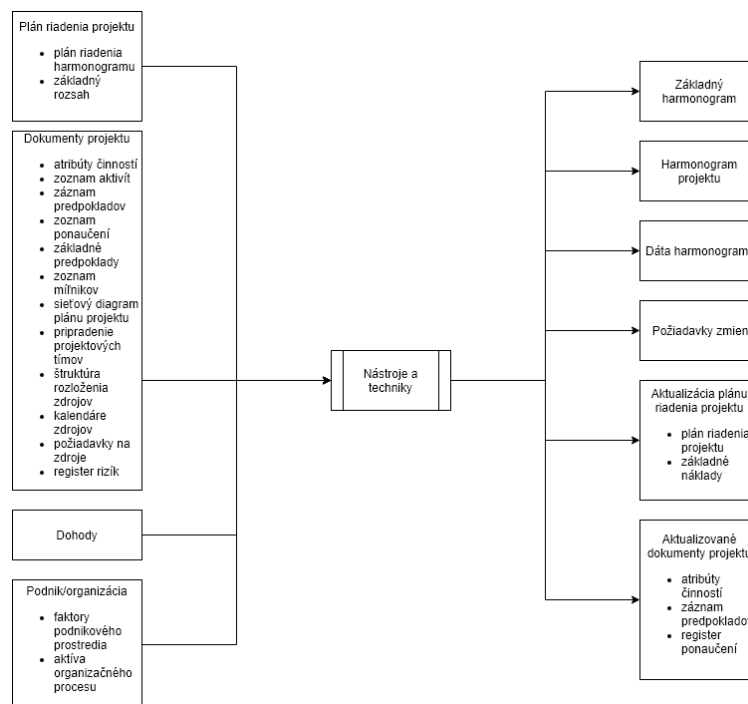 Plán riadenia projektu
plán riadenia
harmonogramu
základný
rozsah
Dokumenty projektu
atribúty činností
zoznam aktivít
záznam
predpokladov
zoznam
ponaučení
základné
predpoklady
zoznam
míľnikov
sieťový diagram
plánu projektu
pripradenie
projektových
tímov
štruktúra
rozloženia
zdrojov
kalendáre
zdrojov
požiadavky na
zdroje
register rizík
Dohody
Podnik/organizácia
faktory
podnikového
prostredia
aktíva
organizačného
procesu
Nástroje a
techniky
Základný
harmonogram
Harmonogram
projektu
Dáta harmonogram
Požiadavky zmien
Aktualizácia plánu
riadenia projektu
plán riadenia
projektu
základné
náklady
Aktualizované
dokumenty projektu
atribúty
činností
záznam
predpokladov
register
ponaučení